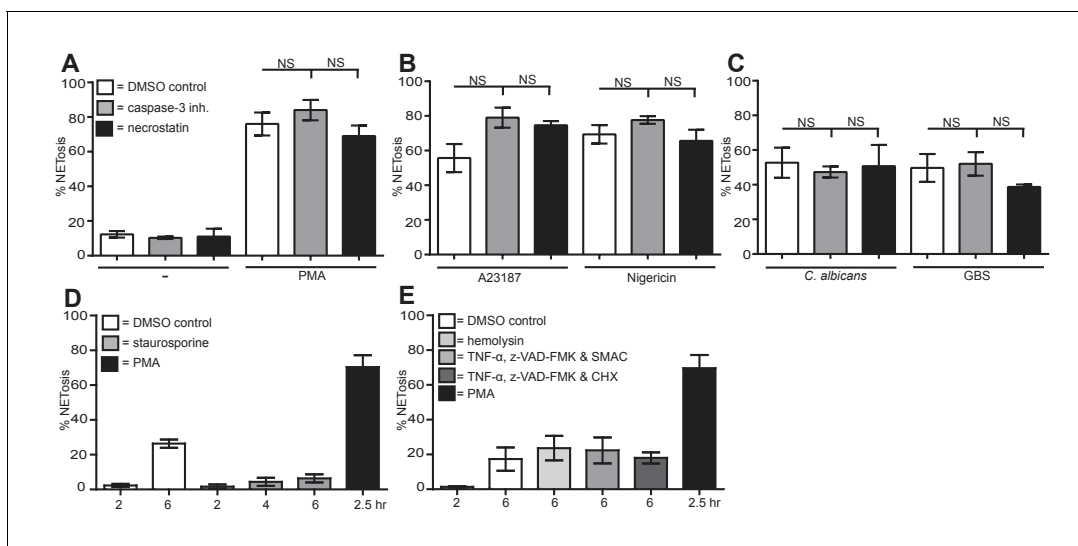 A
B
C
NS NS
NS NS
NS NS
NS NS
NS NS
100
80
60
40
20
0
% NETosis
= DMSO control
= caspase-3 inh.
= necrostatin
–
PMA
100
80
60
40
20
0
% NETosis
A23187
Nigericin
100
80
60
40
20
0
% NETosis
C. albicans
GBS
D
100
80
60
40
20
0
% NETosis
= DMSO control
= staurosporine
= PMA
2 6 2 4 6 2.5 hr
E
100
80
60
40
20
0
% NETosis
= DMSO control
= hemolysin
= TNF-α, z-VAD-FMK & SMAC
= TNF-α, z-VAD-FMK & CHX
= PMA
2 6 6 6 6 2.5 hr